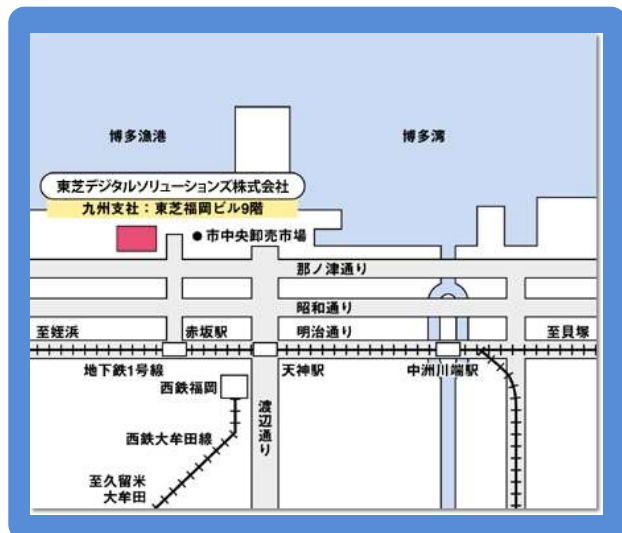 博多漁港
博多湾
東芝デジタルソリューションズ株式会社
九州支社：東芝福岡ビル9階
●市中央卸売市場
那ノ津通り
昭和通り
至姪浜
赤坂駅
明治通り
至貝塚
地下鉄1号線
天神駅
中洲川端駅
西鉄福岡
渡辺通り
西鉄大牟田線
至久留米
大牟田